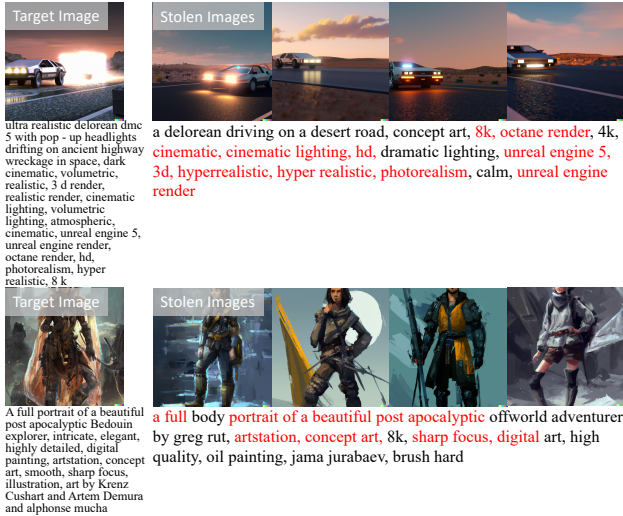 Target Image
Stolen Images
ultra realistic delorean dmc
5 with pop - up headlights
drifting on ancient highway
wreckage in space, dark
cinematic, volumetric,
realistic, 3 d render,
realistic render, cinematic
lighting, volumetric
lighting, atmospheric,
cinematic, unreal engine 5,
unreal engine render,
octane render, hd,
photorealism, hyper
realistic, 8 k
a delorean driving on a desert road, concept art, 8k, octane render, 4k,
cinematic, cinematic lighting, hd, dramatic lighting, unreal engine 5,
3d, hyperrealistic, hyper realistic, photorealism, calm, unreal engine
render
Target Image
Stolen Images
A full portrait of a beautiful
post apocalyptic Bedouin
explorer, intricate, elegant,
highly detailed, digital
painting, artstation, concept
art, smooth, sharp focus,
illustration, art by Krenz
Cushart and Artem Demura
and alphonse mucha
a full body portrait of a beautiful post apocalyptic offworld adventurer
by greg rut, artstation, concept art, 8k, sharp focus, digital art, high
quality, oil painting, jama jurabaev, brush hard